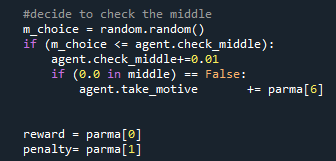 #decide to check the middle
m_choice = random.random()
if (m_choice <= agent.check_middle):
    agent.check_middle+=0.01
    if (0.0 in middle) == False:
        agent.take_motive      += parma[6]
reward = parma[0]
penalty= parma[1]